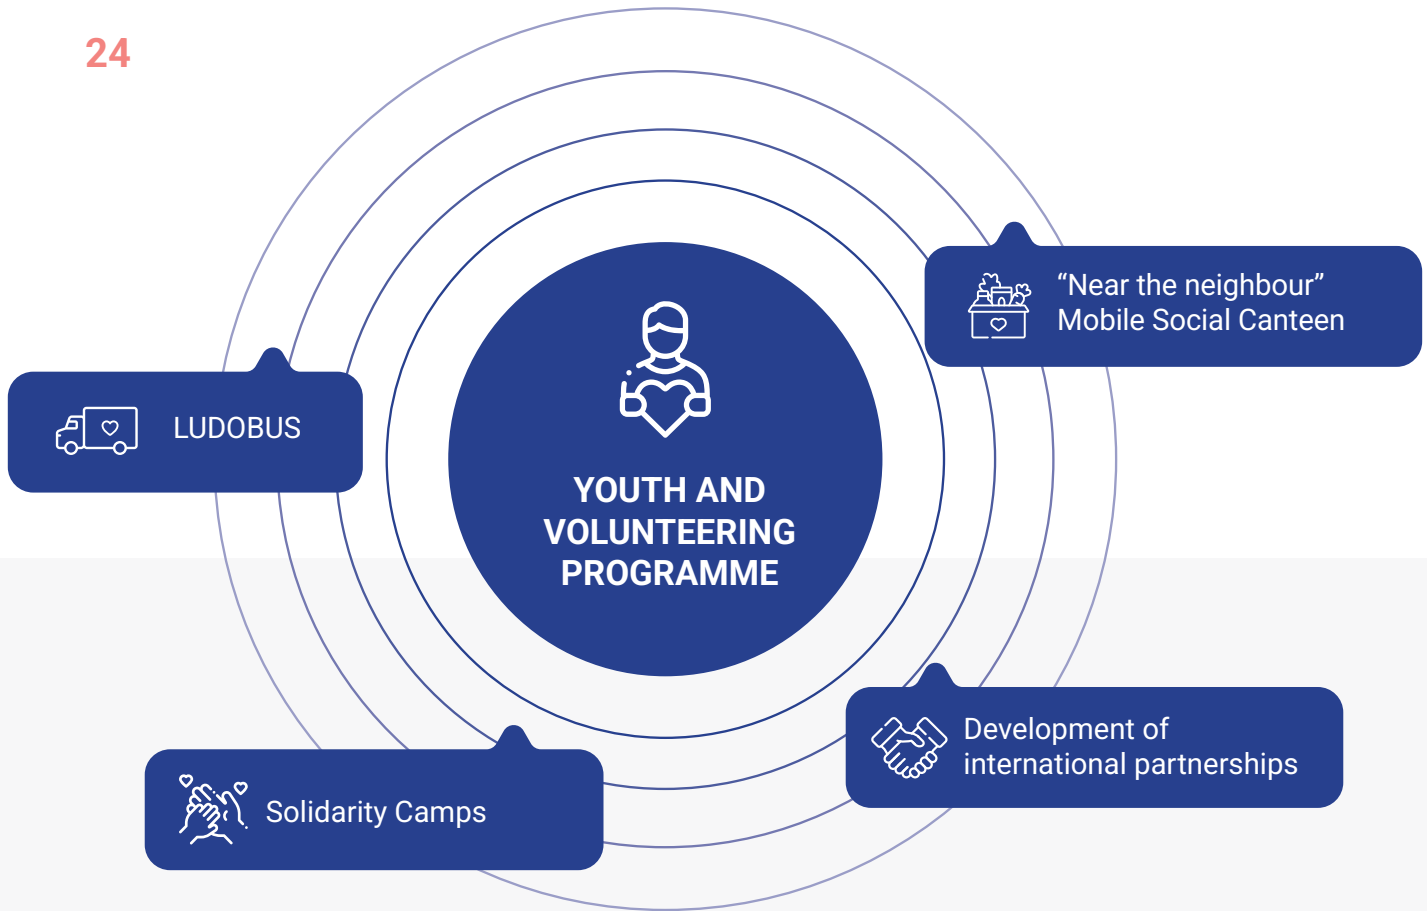 24
“Near the neighbour”
Mobile Social Canteen
LUDOBUS
YOUTH AND
VOLUNTEERING
PROGRAMME
Development of
international partnerships
Solidarity Camps